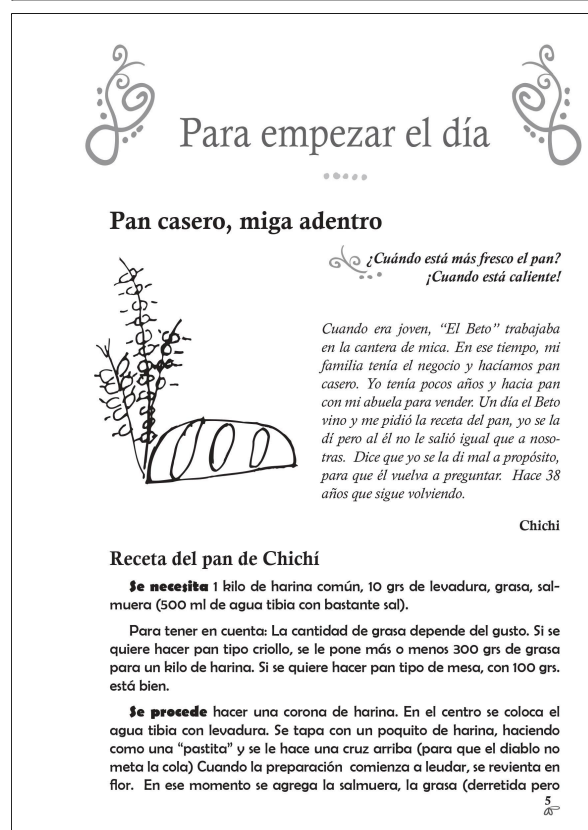 Para empezar el día
Pan casero, miga adentro
¿Cuándo está más fresco el pan?
¡Cuando está caliente!
Cuando era joven, “El Beto” trabajaba
en la cantera de mica. En ese tiempo, mi
familia tenía el negocio y hacíamos pan
casero. Yo tenía pocos años y hacía pan
con mi abuela para vender. Un día el Beto
vino y me pidió la receta del pan, yo se la
dí pero al él no le salió igual que a noso-
tras.  Dice que yo se la di mal a propósito,
para que él vuelva a preguntar.  Hace 38
años que sigue volviendo.
Chichi
Receta del pan de Chichí
Se necesita 1 kilo de harina común, 10 grs de levadura, grasa, sal-
muera (500 ml de agua tibia con bastante sal).
Para tener en cuenta: La cantidad de grasa depende del gusto. Si se
quiere hacer pan tipo criollo, se le pone más o menos 300 grs de grasa
para un kilo de harina. Si se quiere hacer pan tipo de mesa, con 100 grs.
está bien.
Se procede hacer una corona de harina. En el centro se coloca el
agua tibia con levadura. Se tapa con un poquito de harina, haciendo
como una “pastita” y se le hace una cruz arriba (para que el diablo no
meta la cola) Cuando la preparación  comienza a leudar, se revienta en
flor.  En ese momento se agrega la salmuera, la grasa (derretida pero
5